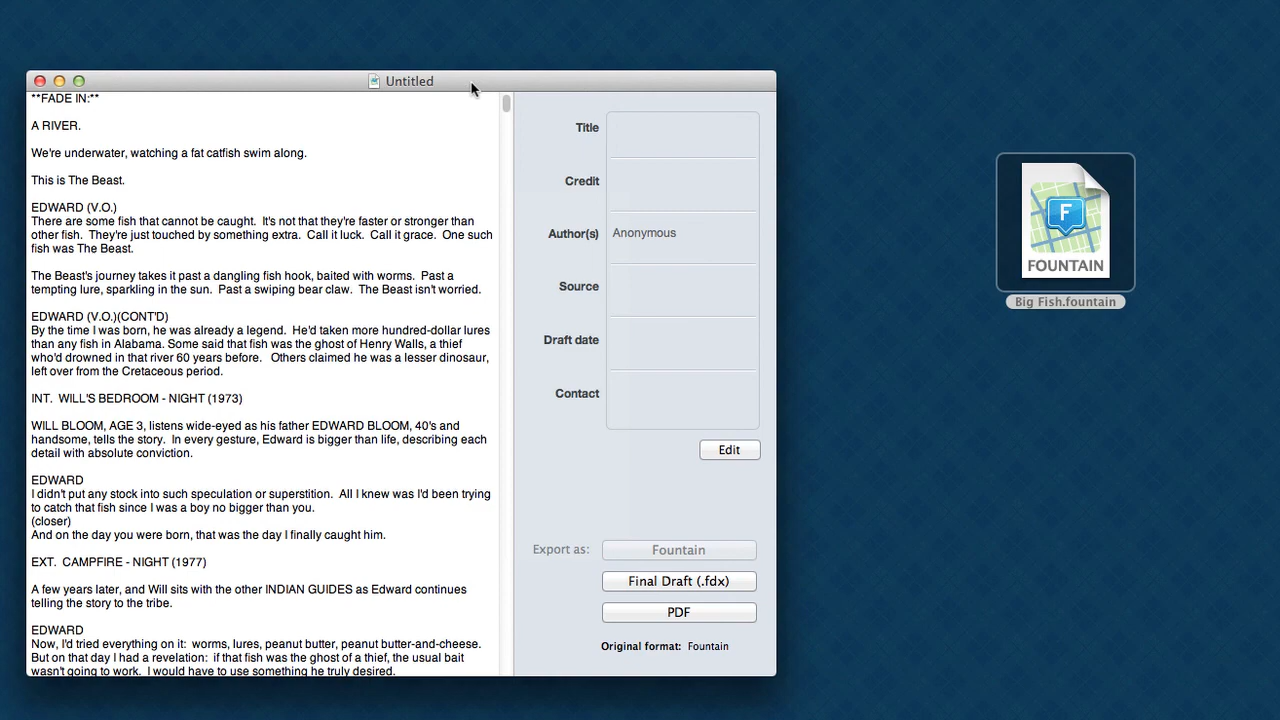 Untitled
**FADE IN:**
A RIVER.
We're underwater, watching a fat catfish swim along.
This is The Beast.
EDWARD (V.O.)
There are some fish that cannot be caught.  It's not that they're faster or stronger than
other fish.  They're just touched by something extra.  Call it luck.  Call it grace.  One such
fish was The Beast.
The Beast's journey takes it past a dangling fish hook, baited with worms.  Past a
tempting lure, sparkling in the sun.  Past a swiping bear claw.  The Beast isn't worried.
EDWARD (V.O.)(CONT'D)
By the time I was born, he was already a legend.  He'd taken more hundred-dollar lures
than any fish in Alabama. Some said that fish was the ghost of Henry Walls, a thief
who'd drowned in that river 60 years before.   Others claimed he was a lesser dinosaur,
left over from the Cretaceous period.
INT.  WILL'S BEDROOM - NIGHT (1973)
WILL BLOOM, AGE 3, listens wide-eyed as his father EDWARD BLOOM, 40's and
handsome, tells the story.  In every gesture, Edward is bigger than life, describing each
detail with absolute conviction.
EDWARD
I didn't put any stock into such speculation or superstition.  All I knew was I'd been trying
to catch that fish since I was a boy no bigger than you.
(closer)
And on the day you were born, that was the day I finally caught him.
EXT.  CAMPFIRE - NIGHT (1977)
A few years later, and Will sits with the other INDIAN GUIDES as Edward continues
telling the story to the tribe.
EDWARD
Now, I'd tried everything on it:  worms, lures, peanut butter, peanut butter-and-cheese.
But on that day I had a revelation:  if that fish was the ghost of a thief, the usual bait
wasn't going to work.  I would have to use something he truly desired.
Title
Credit
Author(s) Anonymous
Source
Draft date
Contact
Edit
Export as: Fountain
Final Draft (.fdx)
PDF
Original format: Fountain
F
FOUNTAIN
Big Fish.fountain